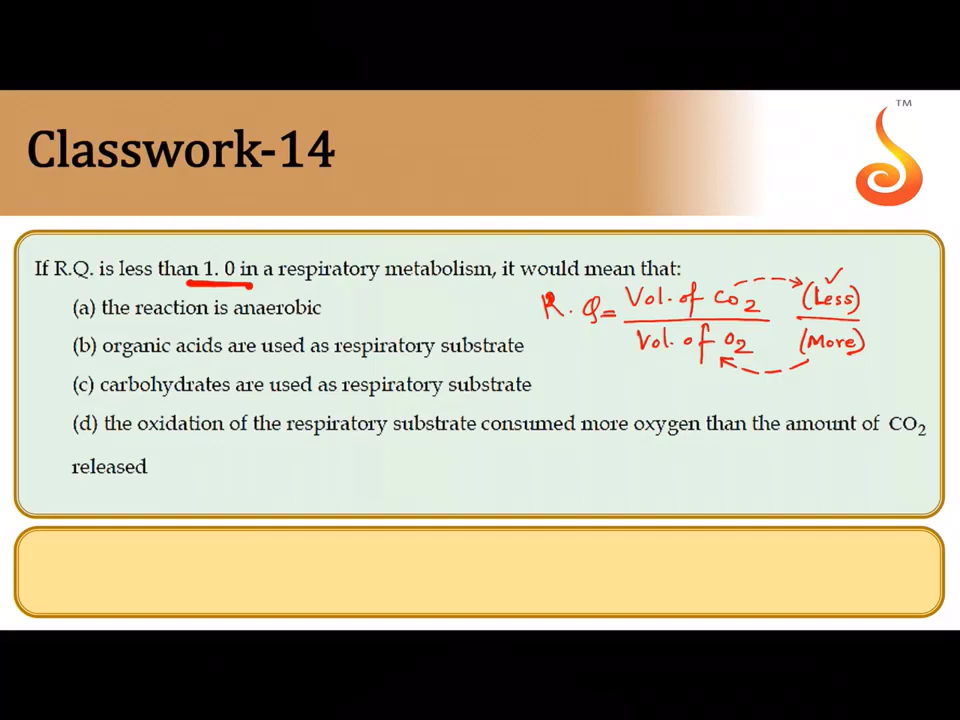 TM
Classwork-14
If R.Q. is less than 1. 0 in a respiratory metabolism, it would mean that:
(a) the reaction is anaerobic
R. Q = Vol. of CO2 (Less)
Vol. of O2 (More)
(b) organic acids are used as respiratory substrate
(c) carbohydrates are used as respiratory substrate
(d) the oxidation of the respiratory substrate consumed more oxygen than the amount of CO₂
released